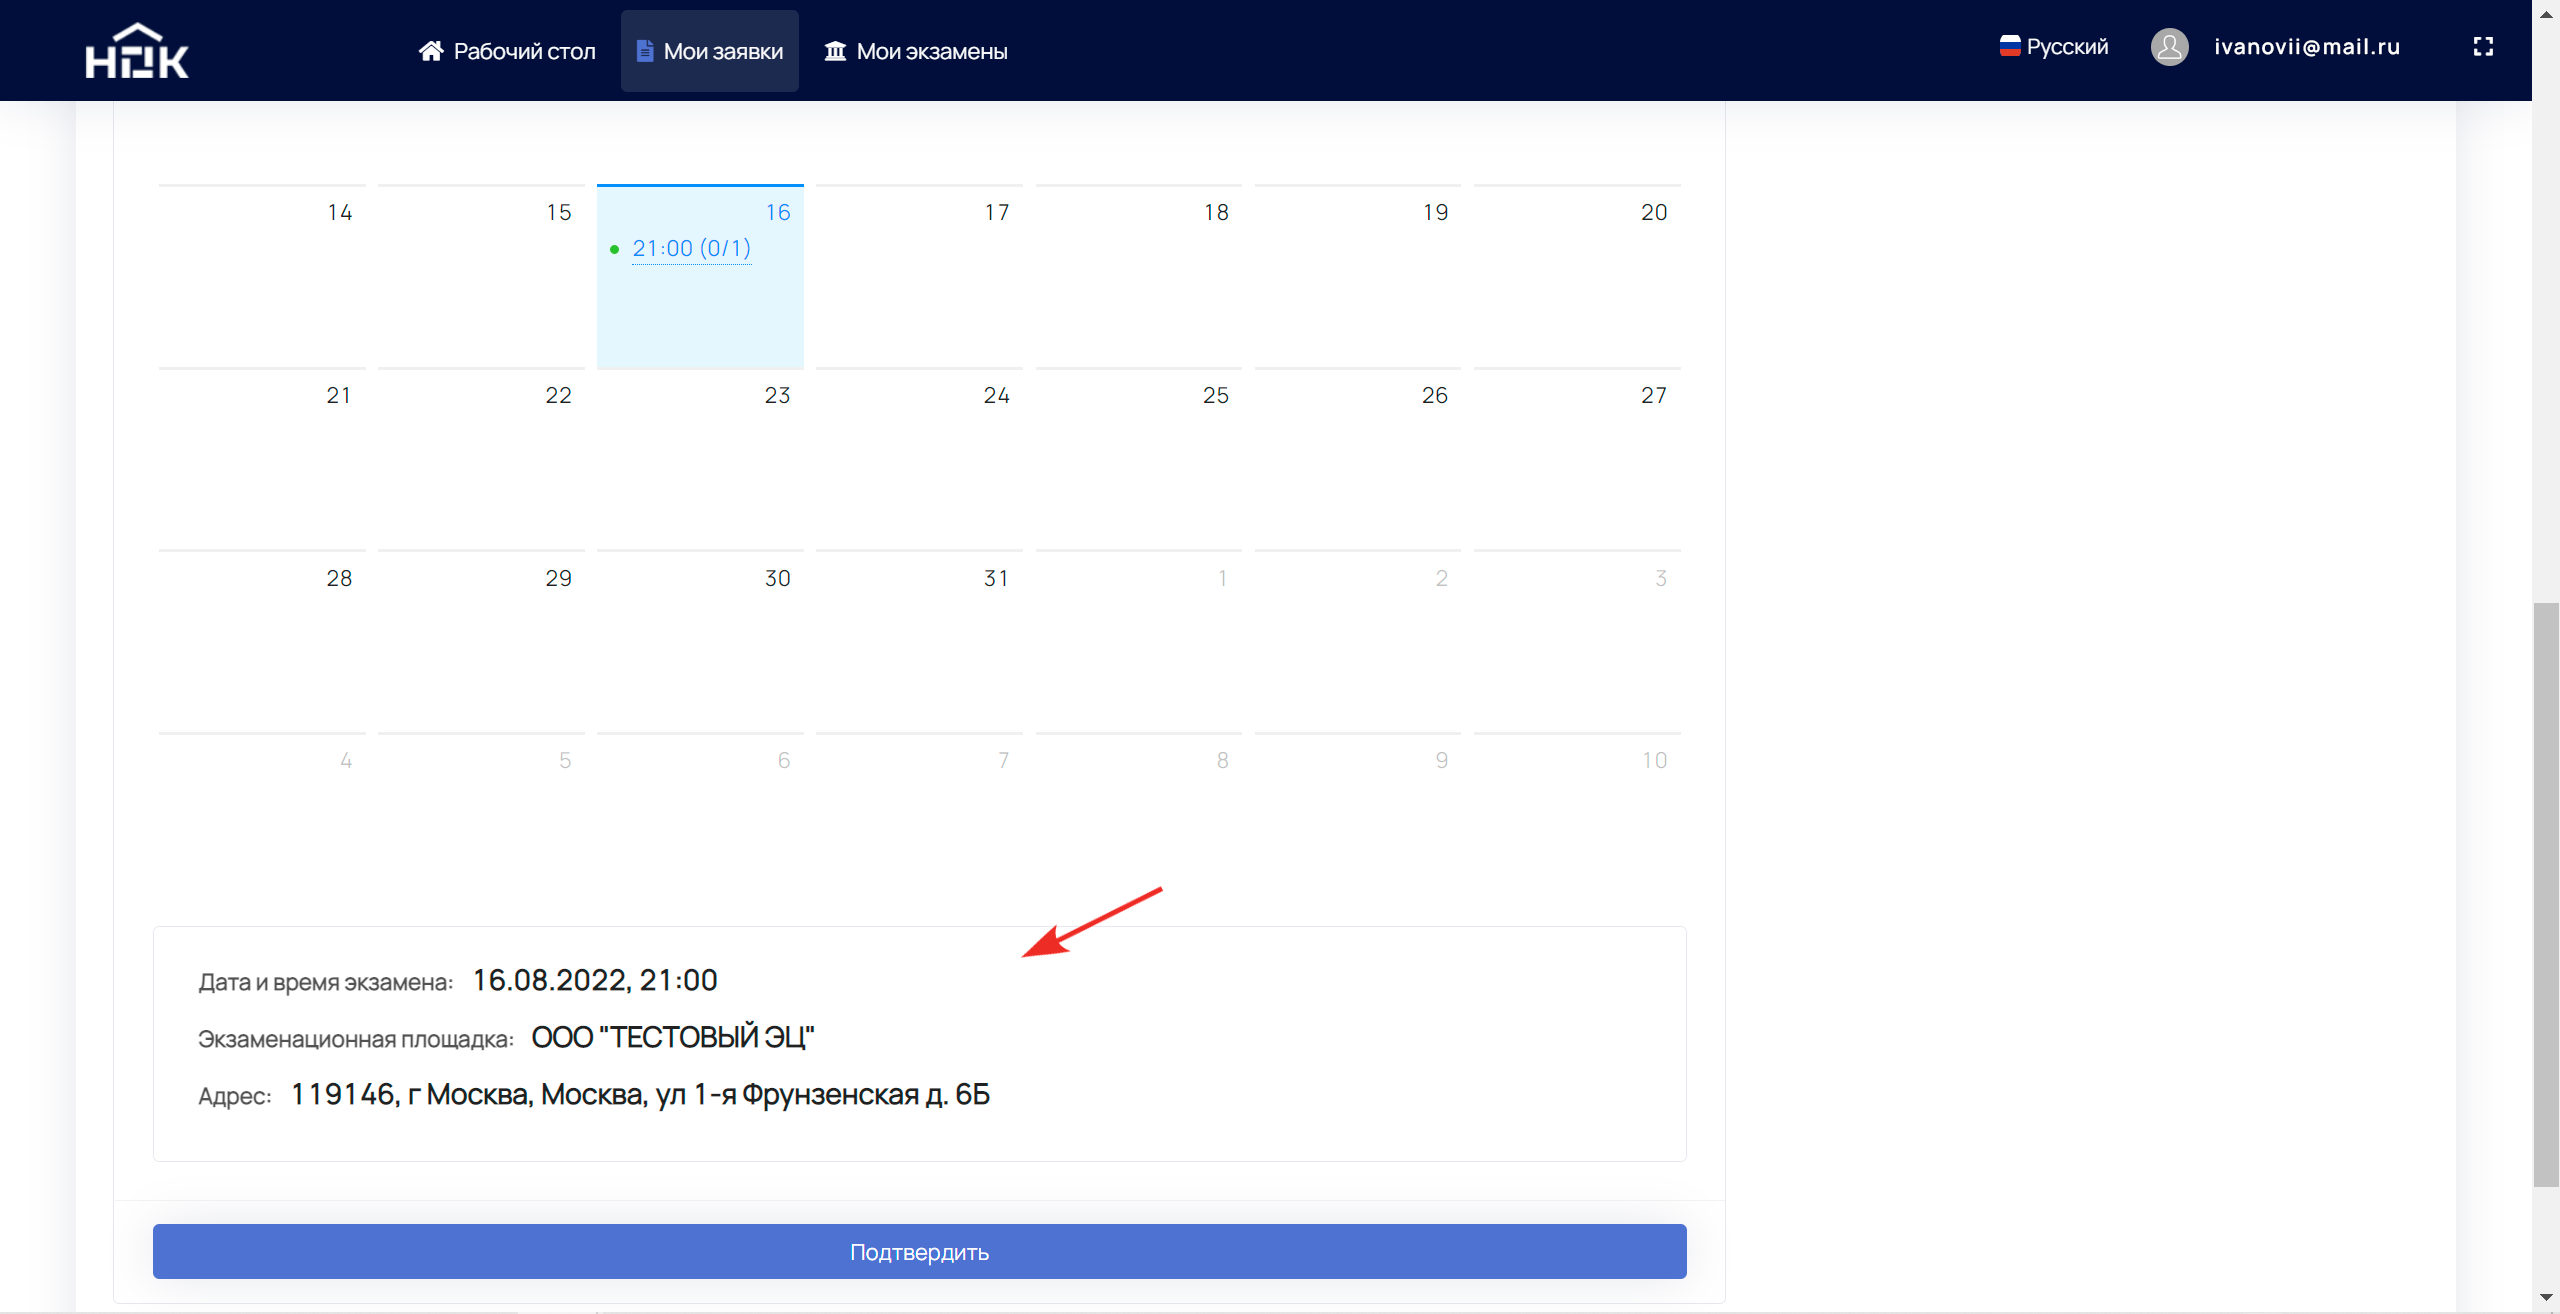 НОК Рабочий стол Мои заявки Мои экзамены Русский ivanovii@mail.ru
14 15 16 17 18 19 20
21:00 (0/1)
21 22 23 24 25 26 27
28 29 30 31 1 2 3
4 5 6 7 8 9 10
Дата и время экзамена: 16.08.2022, 21:00
Экзаменационная площадка: ООО "ТЕСТОВЫЙ ЭЦ"
Адрес: 119146, г Москва, Москва, ул 1-я Фрунзенская д. 6Б
Подтвердить